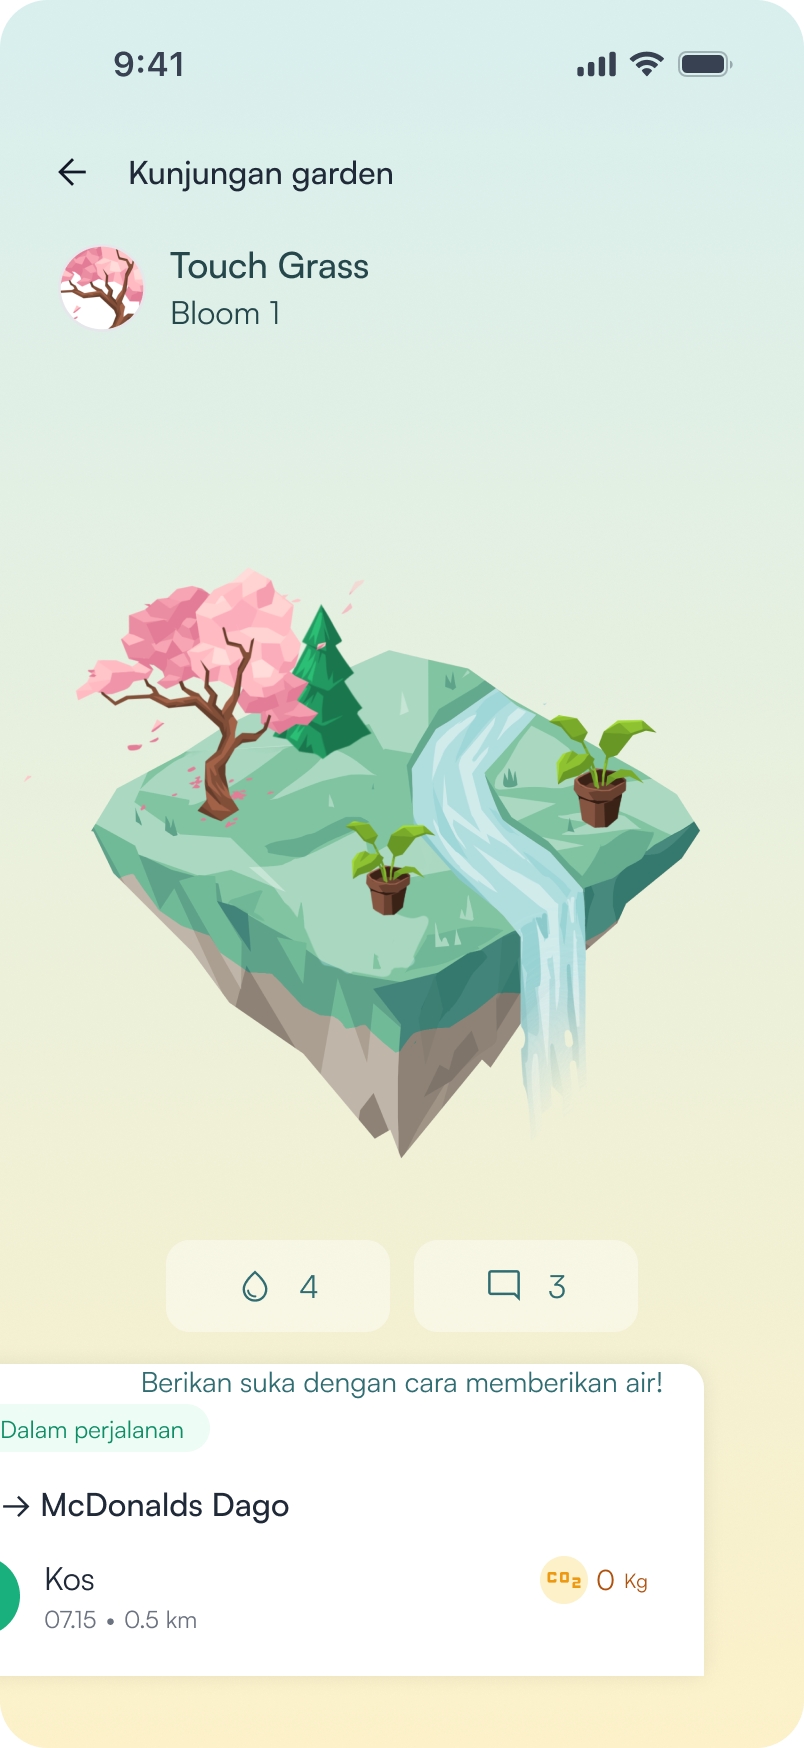 9:41
Kunjungan garden
Touch Grass
Bloom 1
4
3
Berikan suka dengan cara memberikan air!
Dalam perjalanan
→ McDonalds Dago
Kos
CO₂ 0 Kg
07.15 • 0.5 km